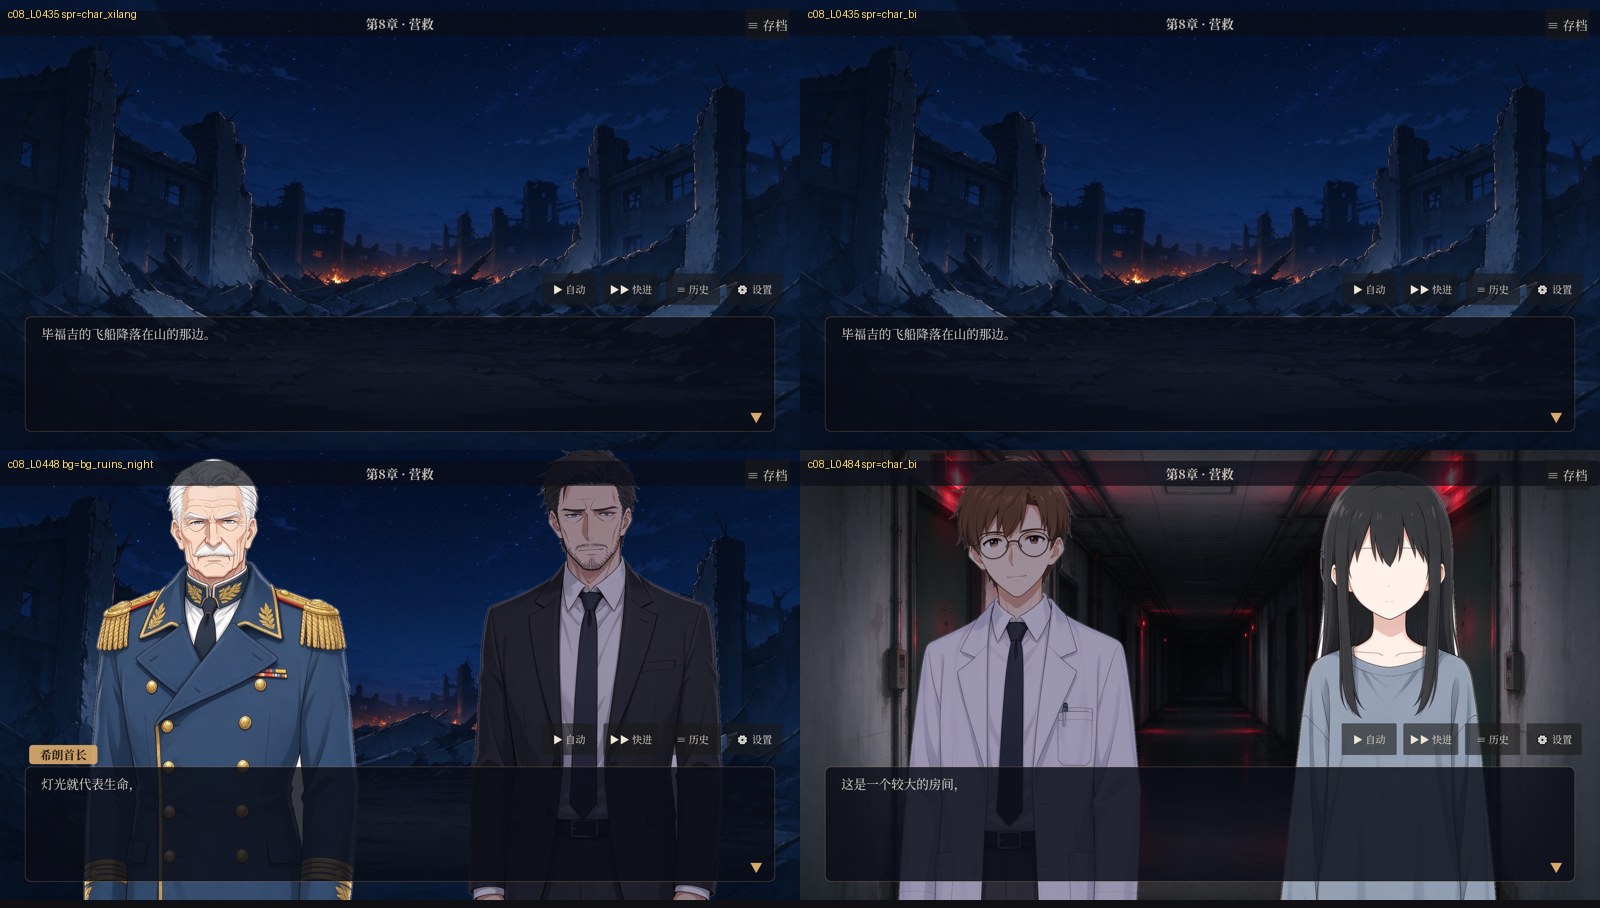 c08_L0435 spr=char_xilang
第8章 · 营救
≡ 存档
▶ 自动
▶▶ 快进
≡ 历史
设置
毕福吉的飞船降落在山的那边。
c08_L0435 spr=char_bi
第8章 · 营救
≡ 存档
▶ 自动
▶▶ 快进
≡ 历史
设置
毕福吉的飞船降落在山的那边。
c08_L0448 bg=bg_ruins_night
第8章 · 营救
≡ 存档
▶ 自动
▶▶ 快进
≡ 历史
设置
希朗首长
灯光就代表生命，
c08_L0484 spr=char_bi
第8章 · 营救
≡ 存档
▶ 自动
▶▶ 快进
≡ 历史
设置
这是一个较大的房间，